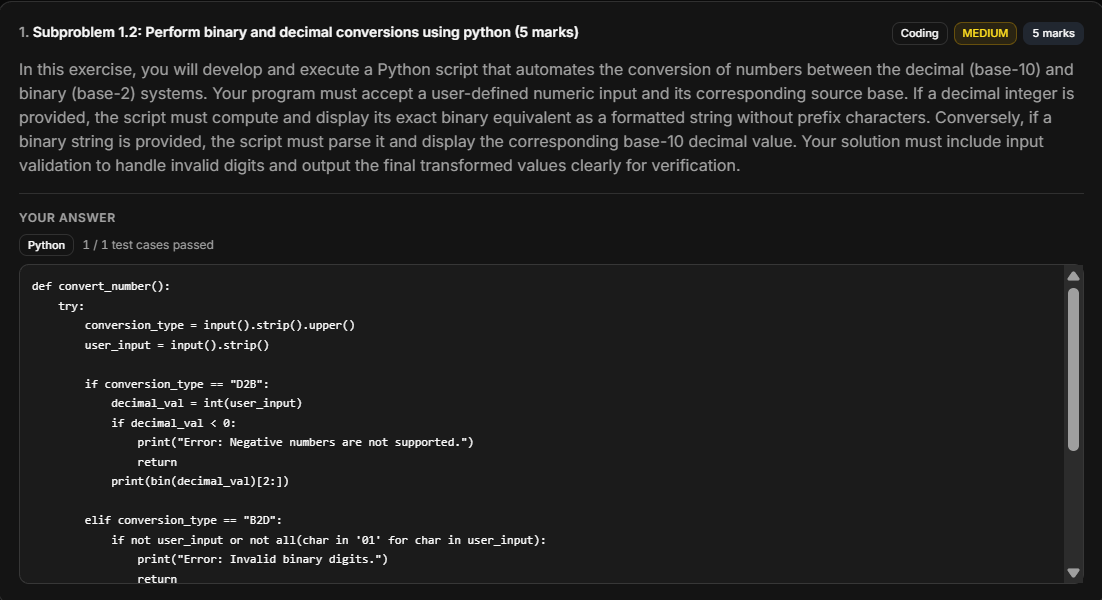 1. Subproblem 1.2: Perform binary and decimal conversions using python (5 marks)
Coding MEDIUM 5 marks
In this exercise, you will develop and execute a Python script that automates the conversion of numbers between the decimal (base-10) and
binary (base-2) systems. Your program must accept a user-defined numeric input and its corresponding source base. If a decimal integer is
provided, the script must compute and display its exact binary equivalent as a formatted string without prefix characters. Conversely, if a
binary string is provided, the script must parse it and display the corresponding base-10 decimal value. Your solution must include input
validation to handle invalid digits and output the final transformed values clearly for verification.
YOUR ANSWER
Python 1 / 1 test cases passed
def convert_number():
    try:
        conversion_type = input().strip().upper()
        user_input = input().strip()
        if conversion_type == "D2B":
            decimal_val = int(user_input)
            if decimal_val < 0:
                print("Error: Negative numbers are not supported.")
                return
            print(bin(decimal_val)[2:])
        elif conversion_type == "B2D":
            if not user_input or not all(char in '01' for char in user_input):
                print("Error: Invalid binary digits.")
                return